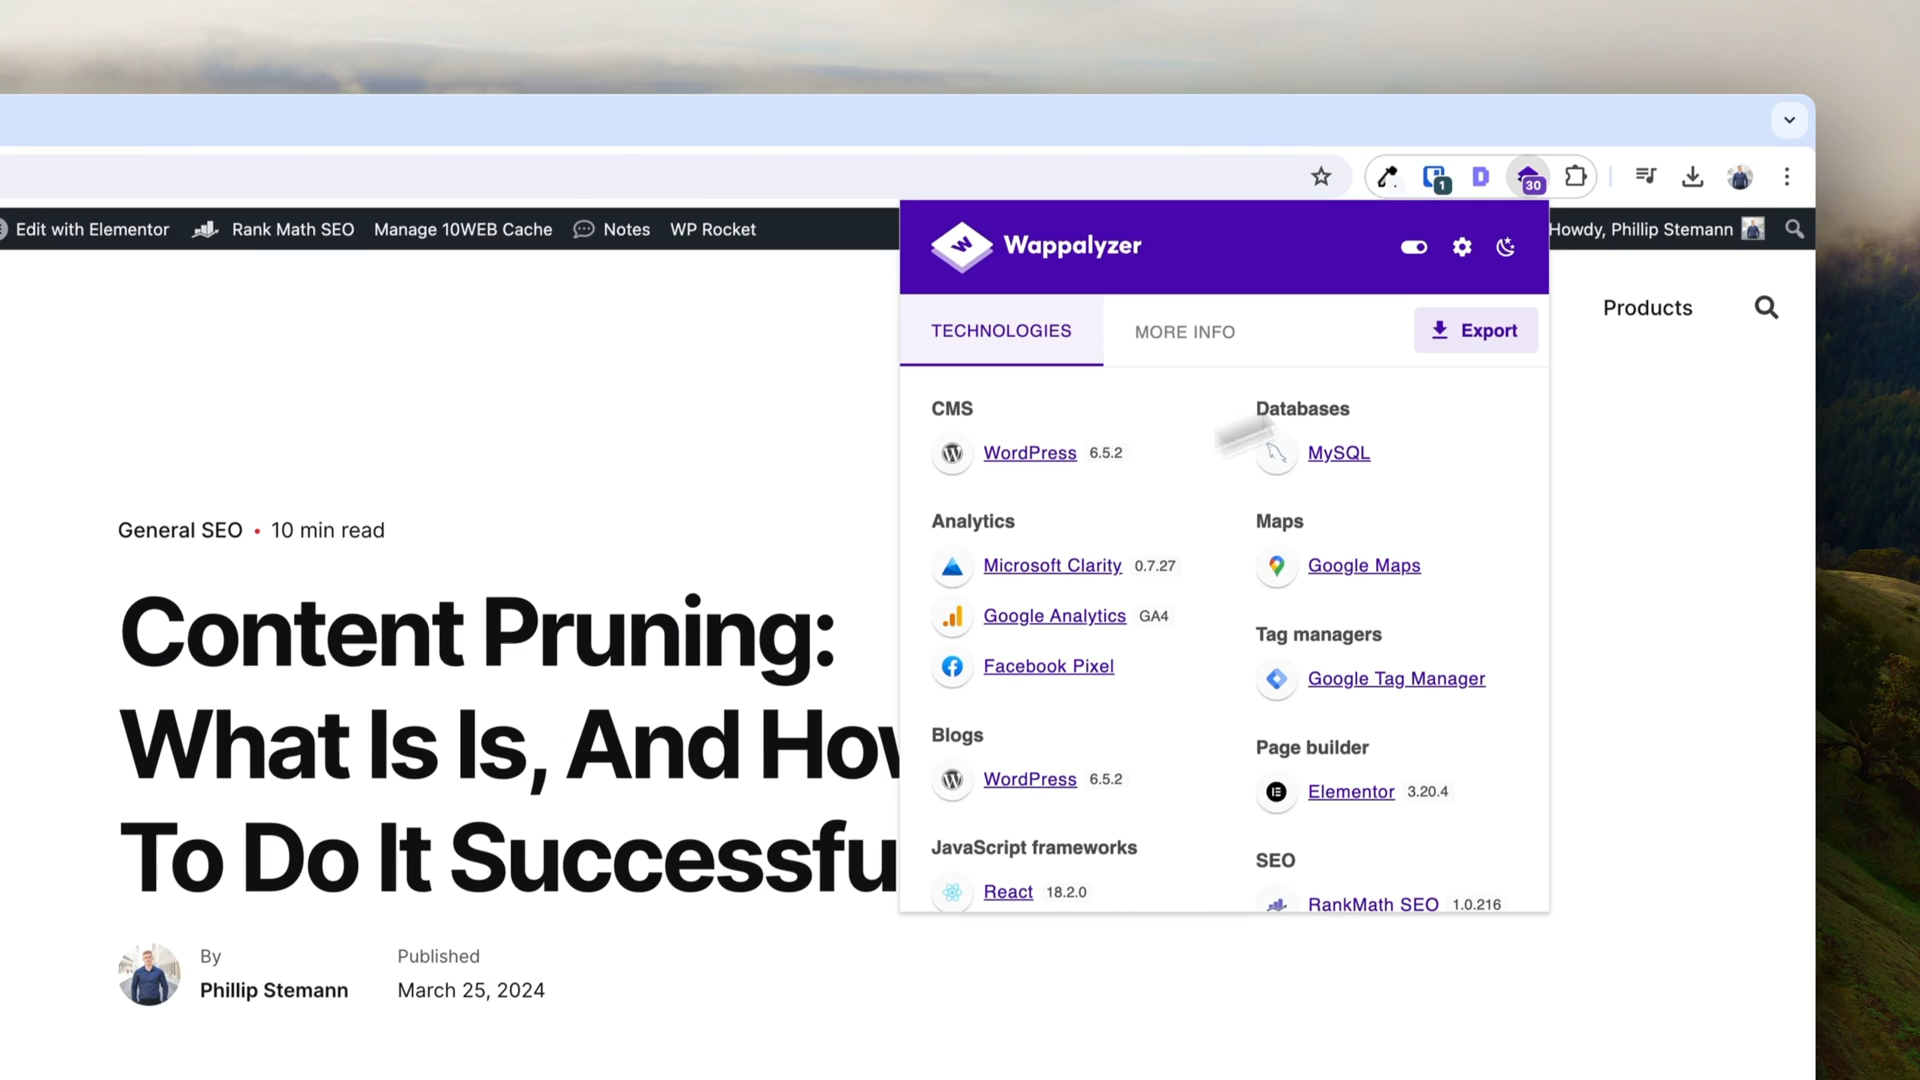 1
30
Edit with Elementor
Rank Math SEO
Manage 10WEB Cache
Notes
WP Rocket
Howdy, Phillip Stemann
Wappalyzer
TECHNOLOGIES
MORE INFO
Export
Products
CMS
WordPress 6.5.2
Analytics
Microsoft Clarity 0.7.27
Google Analytics GA4
Facebook Pixel
Blogs
WordPress 6.5.2
JavaScript frameworks
React 18.2.0
Databases
MySQL
Maps
Google Maps
Tag managers
Google Tag Manager
Page builder
Elementor 3.20.4
SEO
RankMath SEO 1.0.216
General SEO • 10 min read
Content Pruning:
What Is Is, And How
To Do It Successfu
By
Phillip Stemann
Published
March 25, 2024